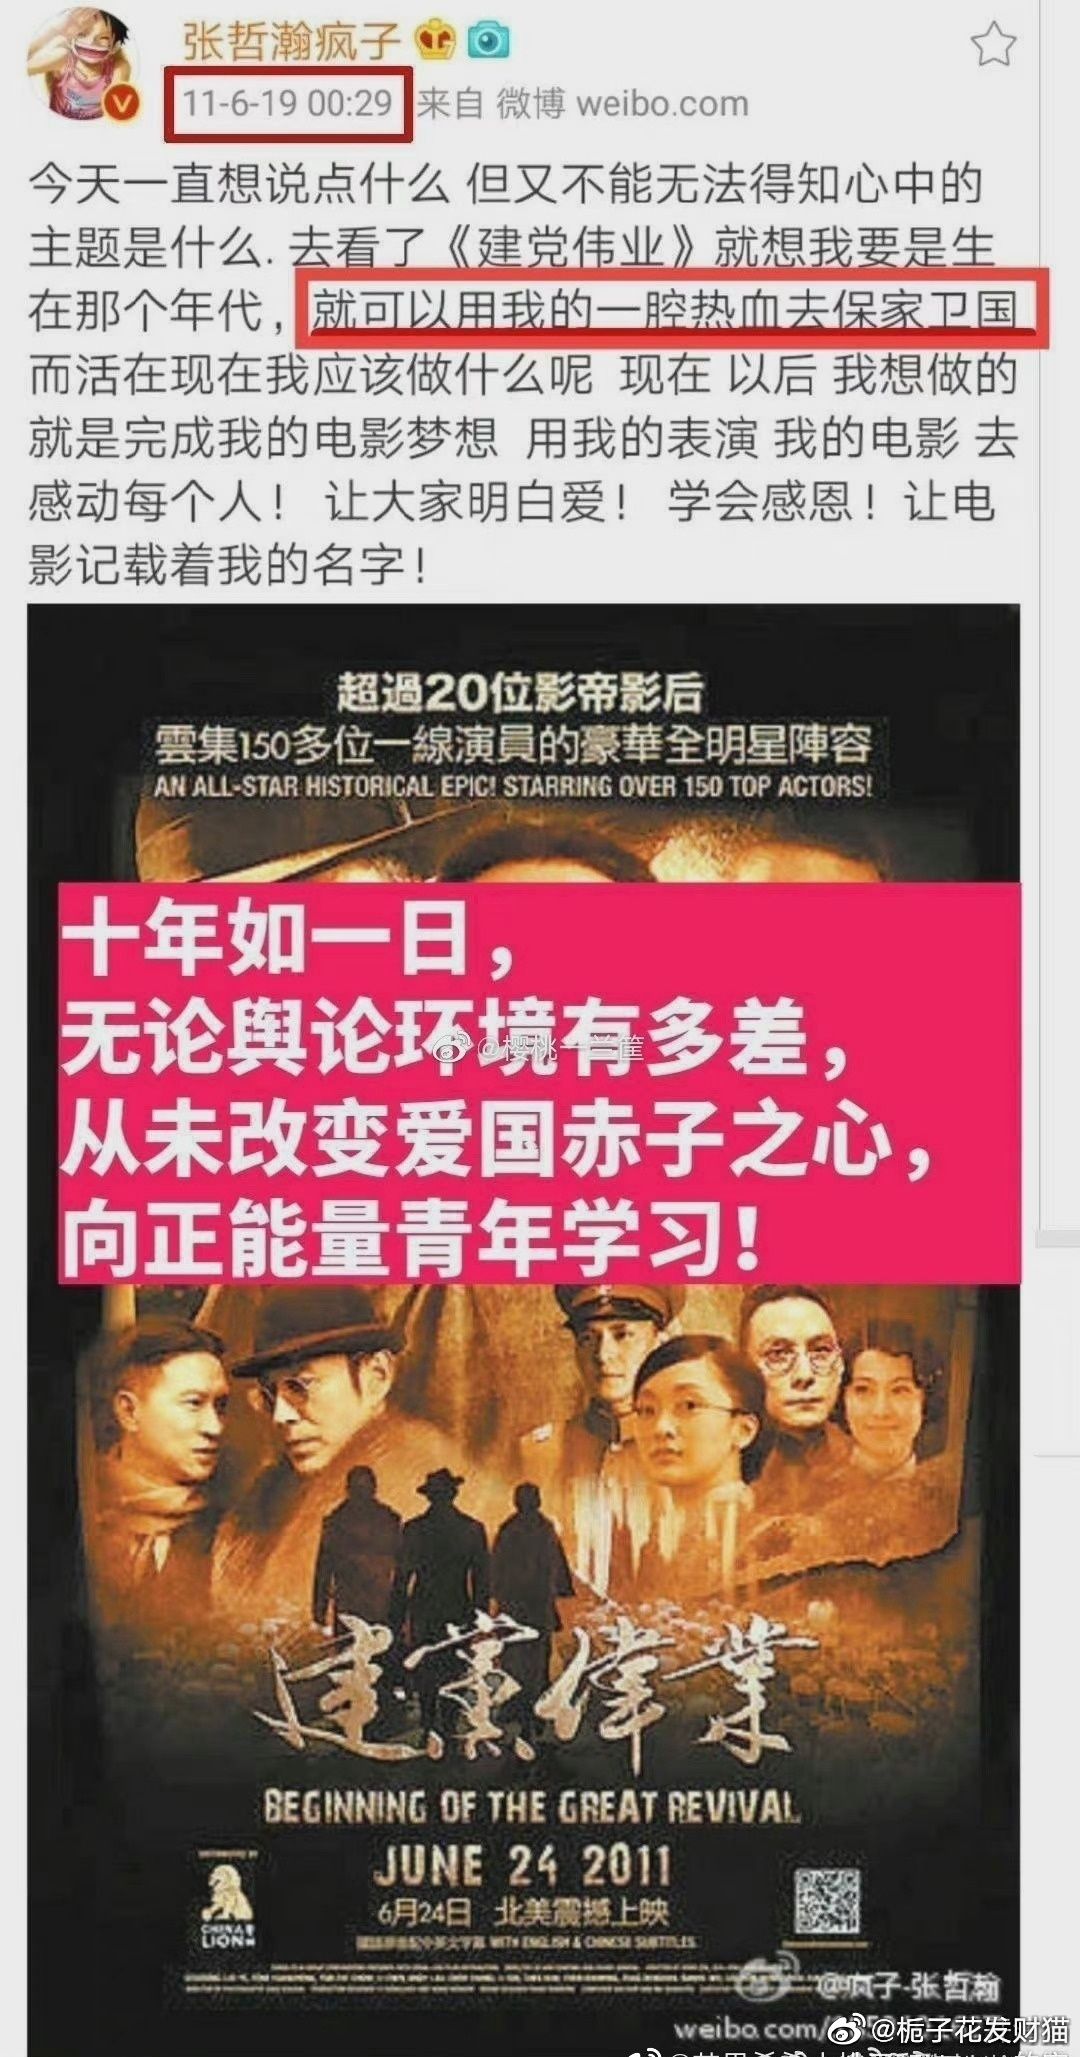 张哲瀚疯子
11-6-19 00:29 来自 微博 weibo.com
今天一直想说点什么 但又不能无法得知心中的
主题是什么. 去看了《建党伟业》就想我要是生
在那个年代，就可以用我的一腔热血去保家卫国
而活在现在我应该做什么呢 现在 以后 我想做的
就是完成我的电影梦想 用我的表演 我的电影 去
感动每个人！ 让大家明白爱！ 学会感恩！让电
影记载着我的名字！
超過20位影帝影后
雲集150多位一線演員的豪華全明星陣容
AN ALL-STAR HISTORICAL EPIC! STARRING OVER 150 TOP ACTORS!
十年如一日，
无论舆论环境有多差，
@樱桃一兰筐
从未改变爱国赤子之心，
向正能量青年学习！
建黨偉業
BEGINNING OF THE GREAT REVIVAL
JUNE 24 2011
6月24日 北美震撼上映
WITH ENGLISH & CHINESE SUBTITLES
CHINA
LION
@疯子-张哲瀚
weibo.com/
@栀子花发财猫